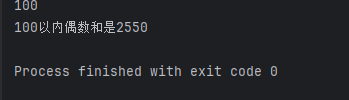 100
100以内偶数和是2550
Process finished with exit code 0